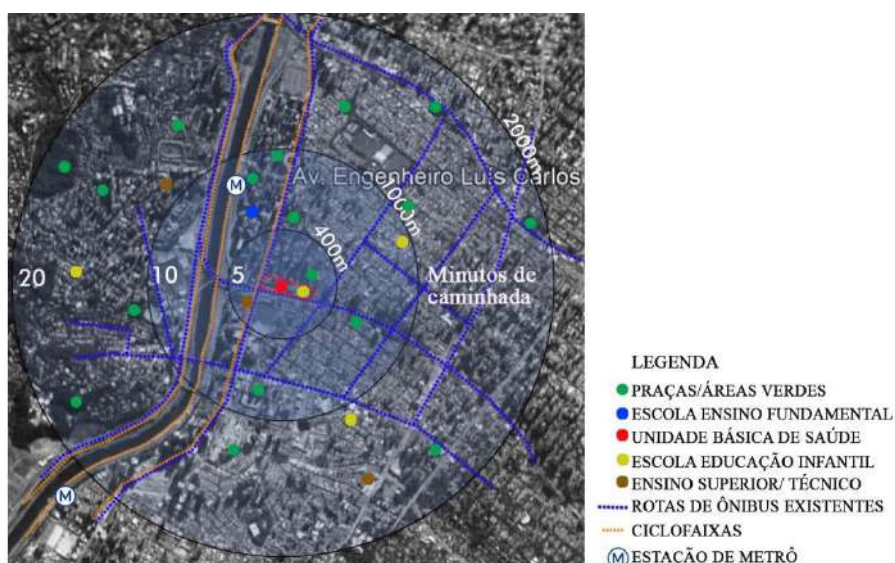 2000m
Av. Engenheiro Luis Carlos
1000m
400m
20
10
5
Minutos de
caminhada
M
M
LEGENDA
PRAÇAS/ÁREAS VERDES
ESCOLA ENSINO FUNDAMENTAL
UNIDADE BÁSICA DE SAÚDE
ESCOLA EDUCAÇÃO INFANTIL
ENSINO SUPERIOR/ TÉCNICO
ROTAS DE ÔNIBUS EXISTENTES
CICLOFAIXAS
M ESTAÇÃO DE METRÔ